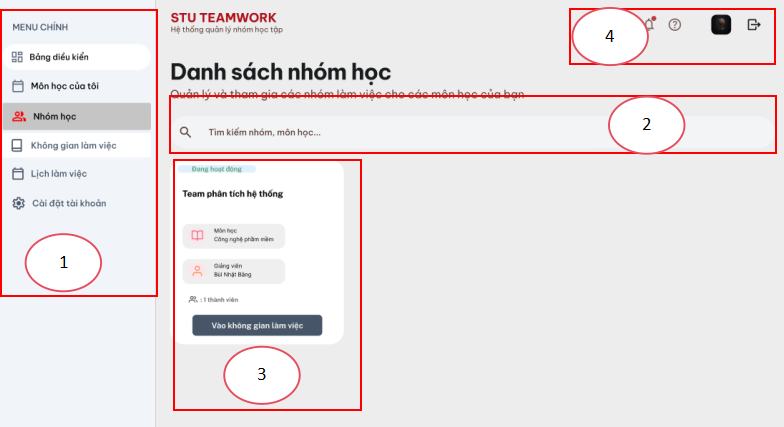 MENU CHÍNH
Bảng diều kiển
Môn học của tôi
Nhóm học
Không gian làm việc
Lịch làm việc
Cài đặt tài khoản
1
STU TEAMWORK
Hệ thống quản lý nhóm học tập
4
Danh sách nhóm học
Quản lý và tham gia các nhóm làm việc cho các môn học của bạn
Tìm kiếm nhóm, môn học...
2
Đang hoạt động
Team phân tích hệ thống
Môn học
Công nghệ phầm mềm
Giảng viên
Bùi Nhật Bằng
: 1 thành viên
Vào không gian làm việc
3